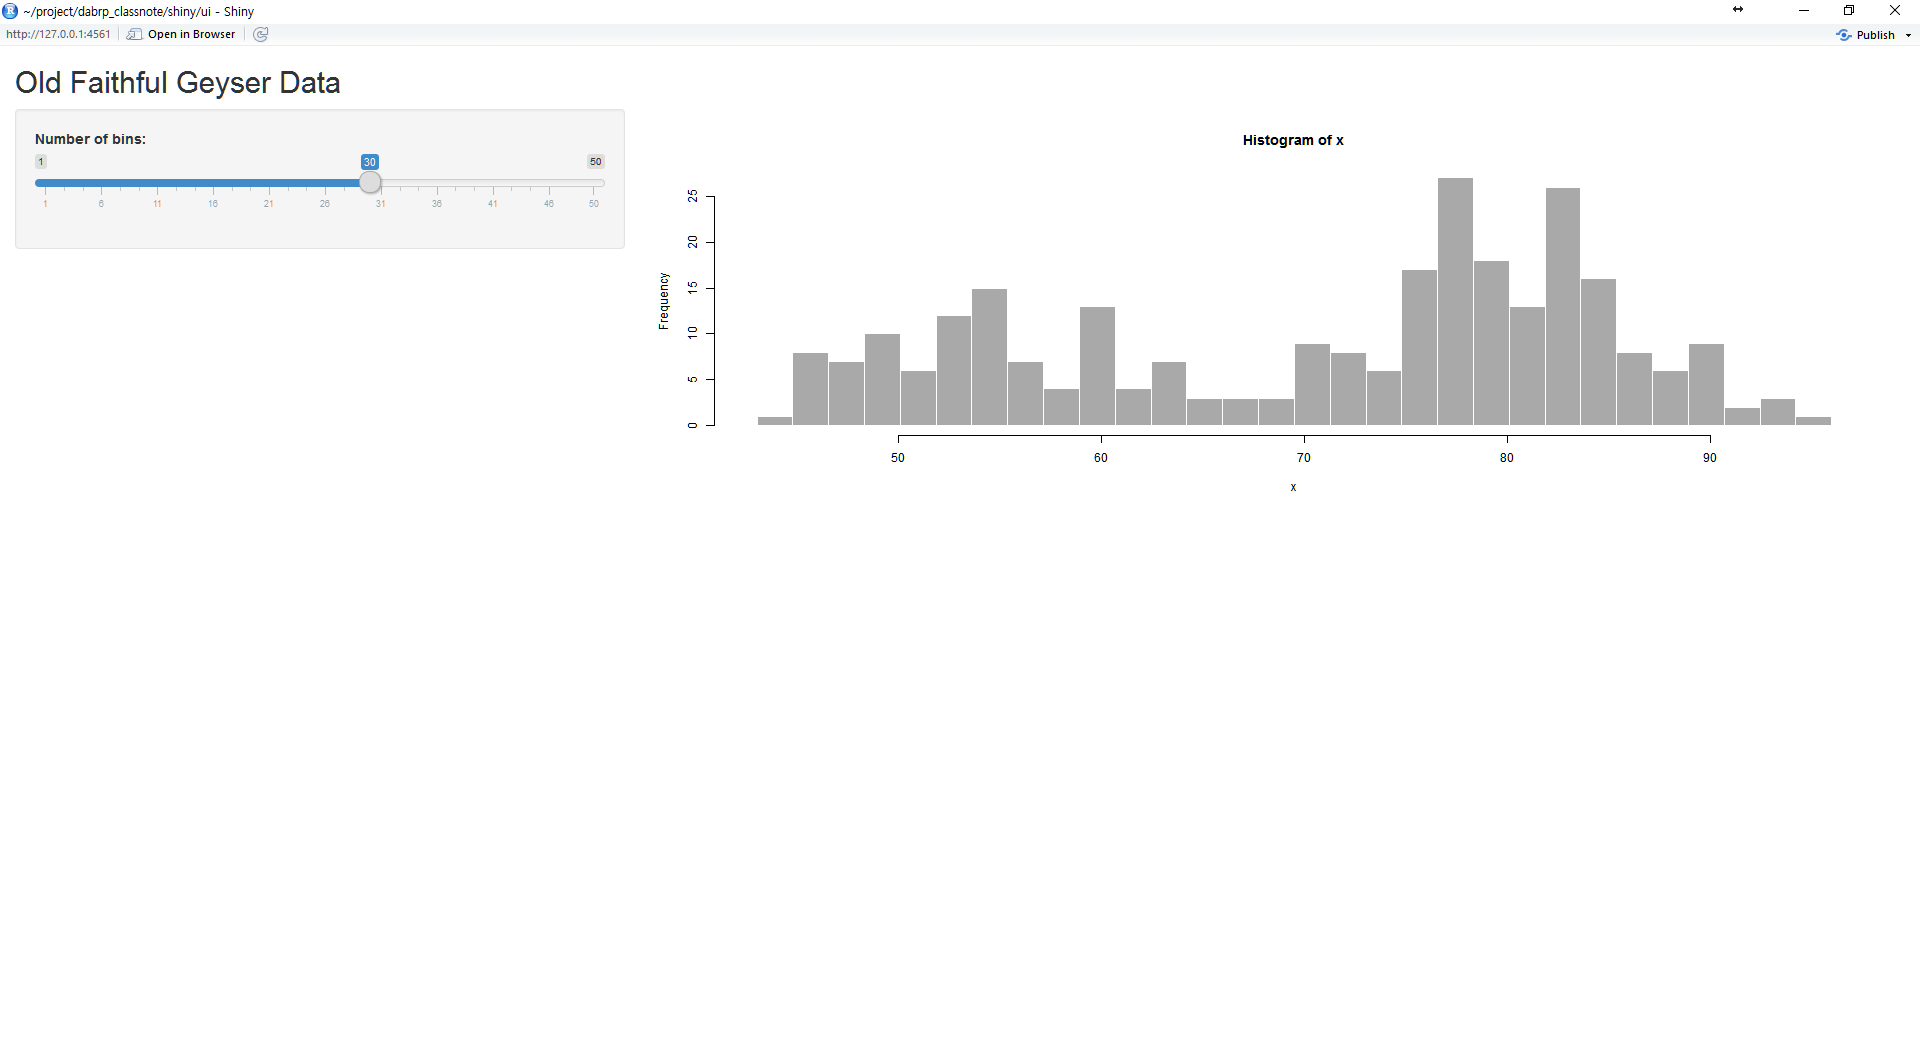 ~/project/dabrp_classnote/shiny/ui - Shiny
http://127.0.0.1:4561 Open in Browser Publish
Old Faithful Geyser Data
Number of bins:
1 30 50
1 6 11 16 21 26 31 36 41 46 50
Histogram of x
Frequency
25
20
15
10
5
0
50 60 70 80 90
x